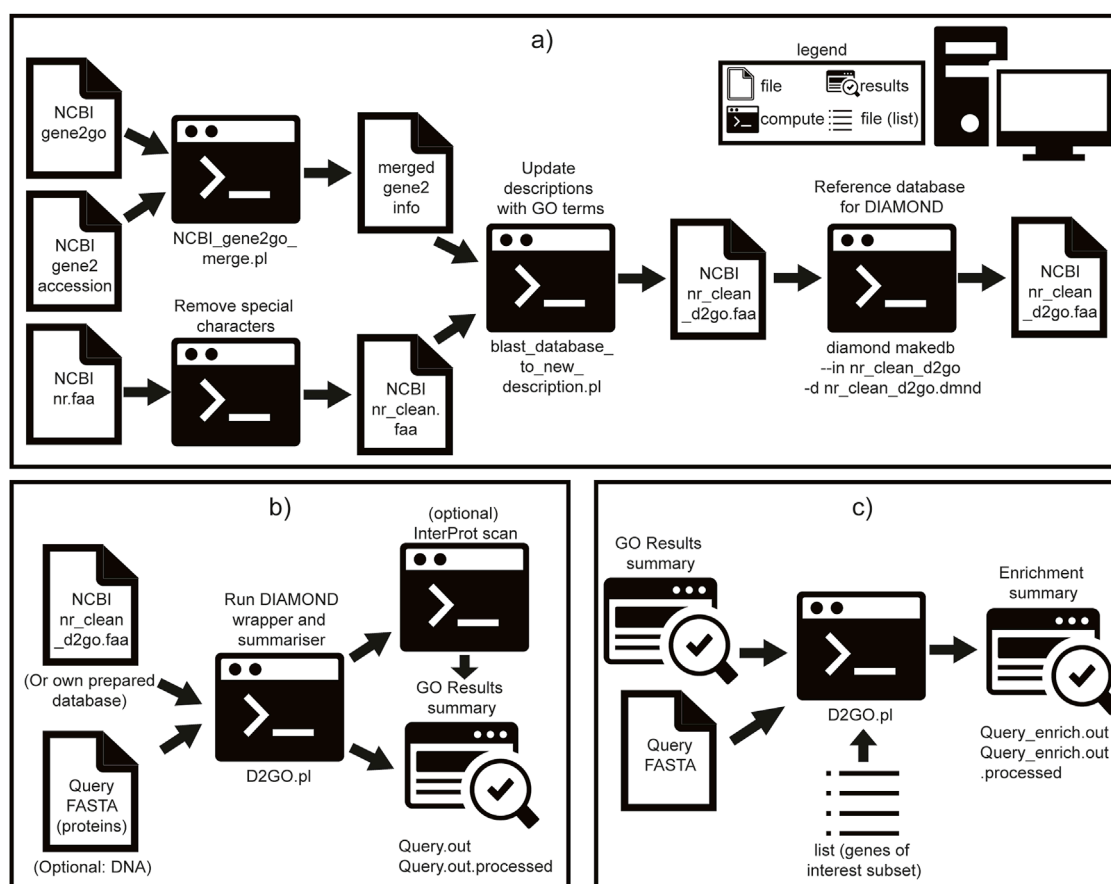 a)
legend
file
results
compute
file (list)
NCBI
gene2go
NCBI
gene2
accession
NCBI_gene2go_
merge.pl
merged
gene2
info
NCBI
nr.faa
Remove special
characters
NCBI
nr_clean.
faa
Update
descriptions
with GO terms
blast_database_
to_new_
description.pl
NCBI
nr_clean
_d2go.faa
Reference database
for DIAMOND
diamond makedb
--in nr_clean_d2go
-d nr_clean_d2go.dmnd
NCBI
nr_clean
_d2go.faa
b)
NCBI
nr_clean
_d2go.faa
(Or own prepared
database)
Query
FASTA
(proteins)
(Optional: DNA)
Run DIAMOND
wrapper and
summariser
D2GO.pl
(optional)
InterProt scan
GO Results
summary
Query.out
Query.out.processed
c)
GO Results
summary
Query
FASTA
D2GO.pl
list (genes of
interest subset)
Enrichment
summary
Query_enrich.out
Query_enrich.out
.processed